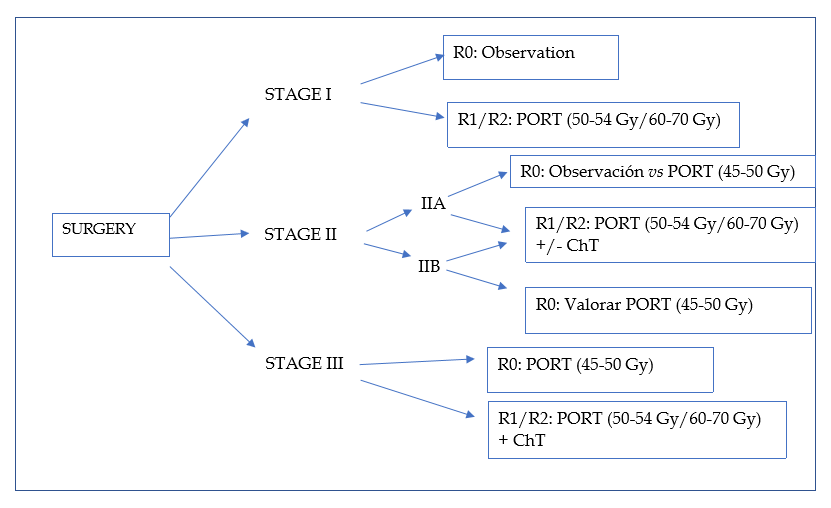 R0: Observation
STAGE I
R1/R2: PORT (50-54 Gy/60-70 Gy)
R0: Observación vs PORT (45-50 Gy)
IIA
SURGERY
STAGE II
R1/R2: PORT (50-54 Gy/60-70 Gy)
+/- ChT
IIB
R0: Valorar PORT (45-50 Gy)
STAGE III
R0: PORT (45-50 Gy)
R1/R2: PORT (50-54 Gy/60-70 Gy)
+ ChT